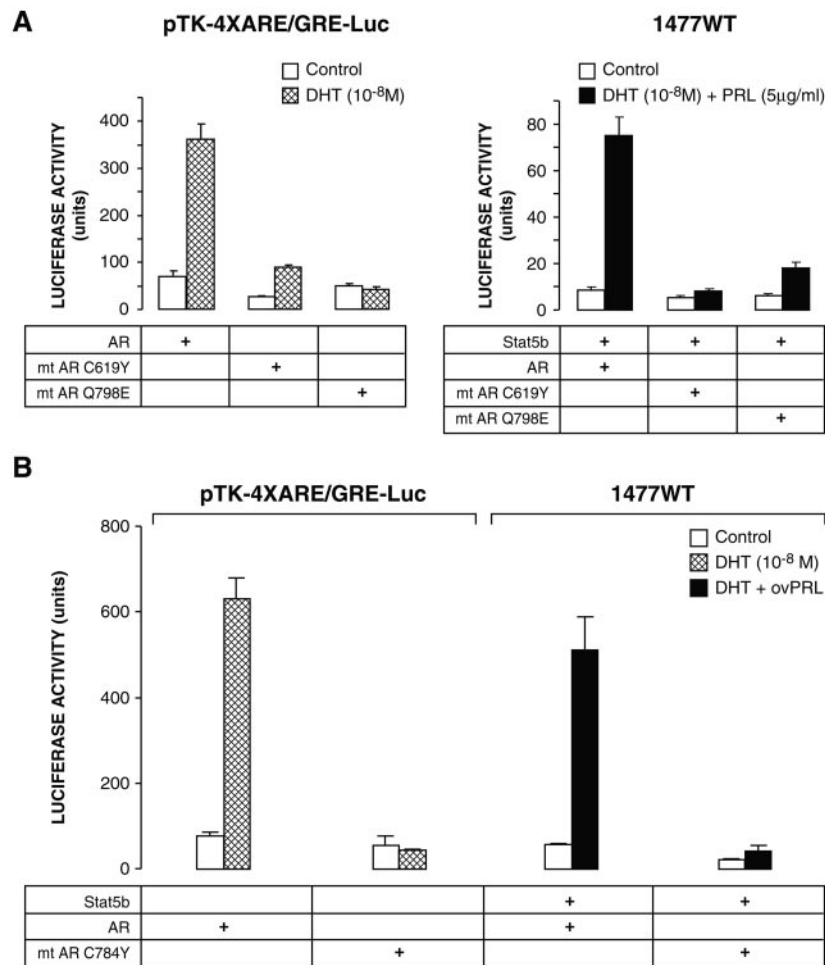 A
pTK-4XARE/GRE-Luc
Control
DHT (10⁻⁸M)
LUCIFERASE ACTIVITY
(units)
400
300
200
100
0
AR +
mt AR C619Y +
mt AR Q798E +
1477WT
Control
DHT (10⁻⁸M) + PRL (5μg/ml)
LUCIFERASE ACTIVITY
(units)
80
60
40
20
0
Stat5b + + +
AR +
mt AR C619Y +
mt AR Q798E +
B
pTK-4XARE/GRE-Luc 1477WT
Control
DHT (10⁻⁸ M)
DHT + ovPRL
LUCIFERASE ACTIVITY (units)
800
600
400
200
0
Stat5b + +
AR + +
mt AR C784Y + +